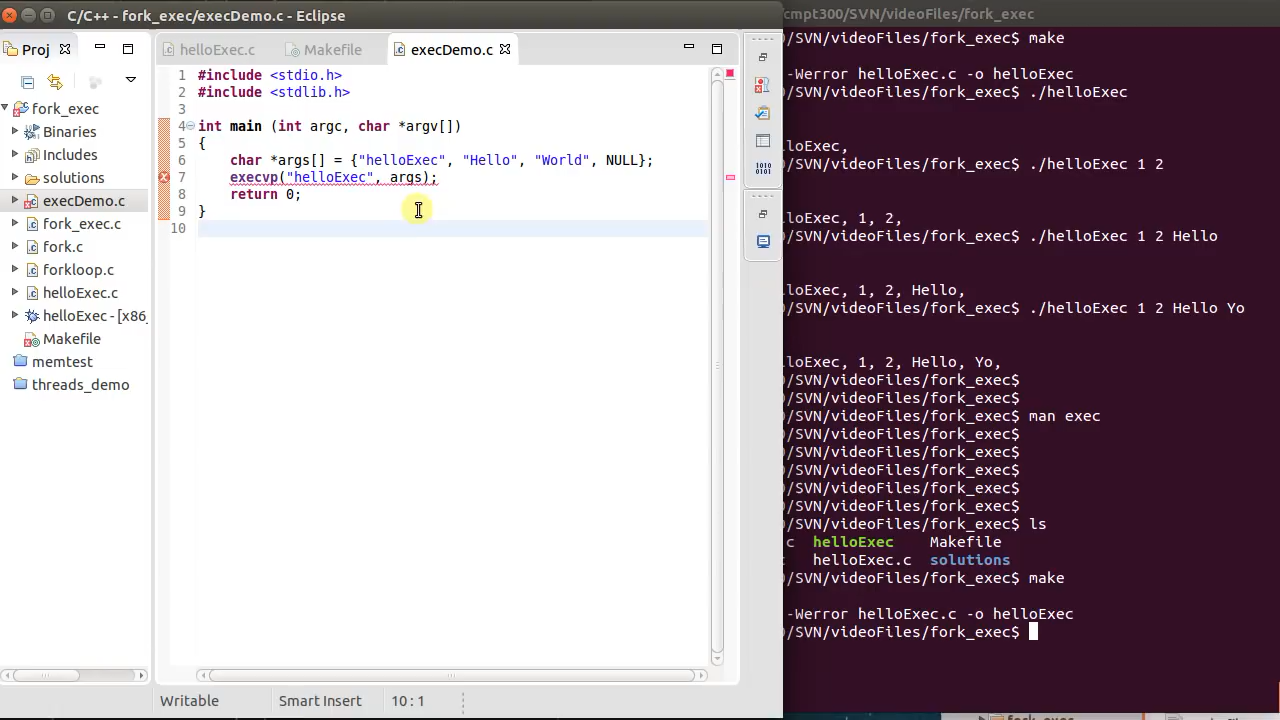 C/C++ - fork_exec/execDemo.c - Eclipse
cmpt300/SVN/videoFiles/fork_exec
Proj
helloExec.c
Makefile
execDemo.c
fork_exec
Binaries
Includes
solutions
execDemo.c
fork_exec.c
fork.c
forkloop.c
helloExec.c
helloExec - [x86_
Makefile
memtest
threads_demo
1 #include <stdio.h>
2 #include <stdlib.h>
3
4 int main (int argc, char *argv[])
5 {
6     char *args[] = {"helloExec", "Hello", "World", NULL};
7     execvp("helloExec", args);
8     return 0;
9 }
10
Writable
Smart Insert
10 : 1
/SVN/videoFiles/fork_exec$ make
-Werror helloExec.c -o helloExec
/SVN/videoFiles/fork_exec$ ./helloExec
loExec,
/SVN/videoFiles/fork_exec$ ./helloExec 1 2
loExec, 1, 2,
/SVN/videoFiles/fork_exec$ ./helloExec 1 2 Hello
loExec, 1, 2, Hello,
/SVN/videoFiles/fork_exec$ ./helloExec 1 2 Hello Yo
loExec, 1, 2, Hello, Yo,
/SVN/videoFiles/fork_exec$
/SVN/videoFiles/fork_exec$
/SVN/videoFiles/fork_exec$ man exec
/SVN/videoFiles/fork_exec$
/SVN/videoFiles/fork_exec$
/SVN/videoFiles/fork_exec$
/SVN/videoFiles/fork_exec$
/SVN/videoFiles/fork_exec$
/SVN/videoFiles/fork_exec$ ls
c helloExec Makefile
helloExec.c solutions
/SVN/videoFiles/fork_exec$ make
-Werror helloExec.c -o helloExec
/SVN/videoFiles/fork_exec$